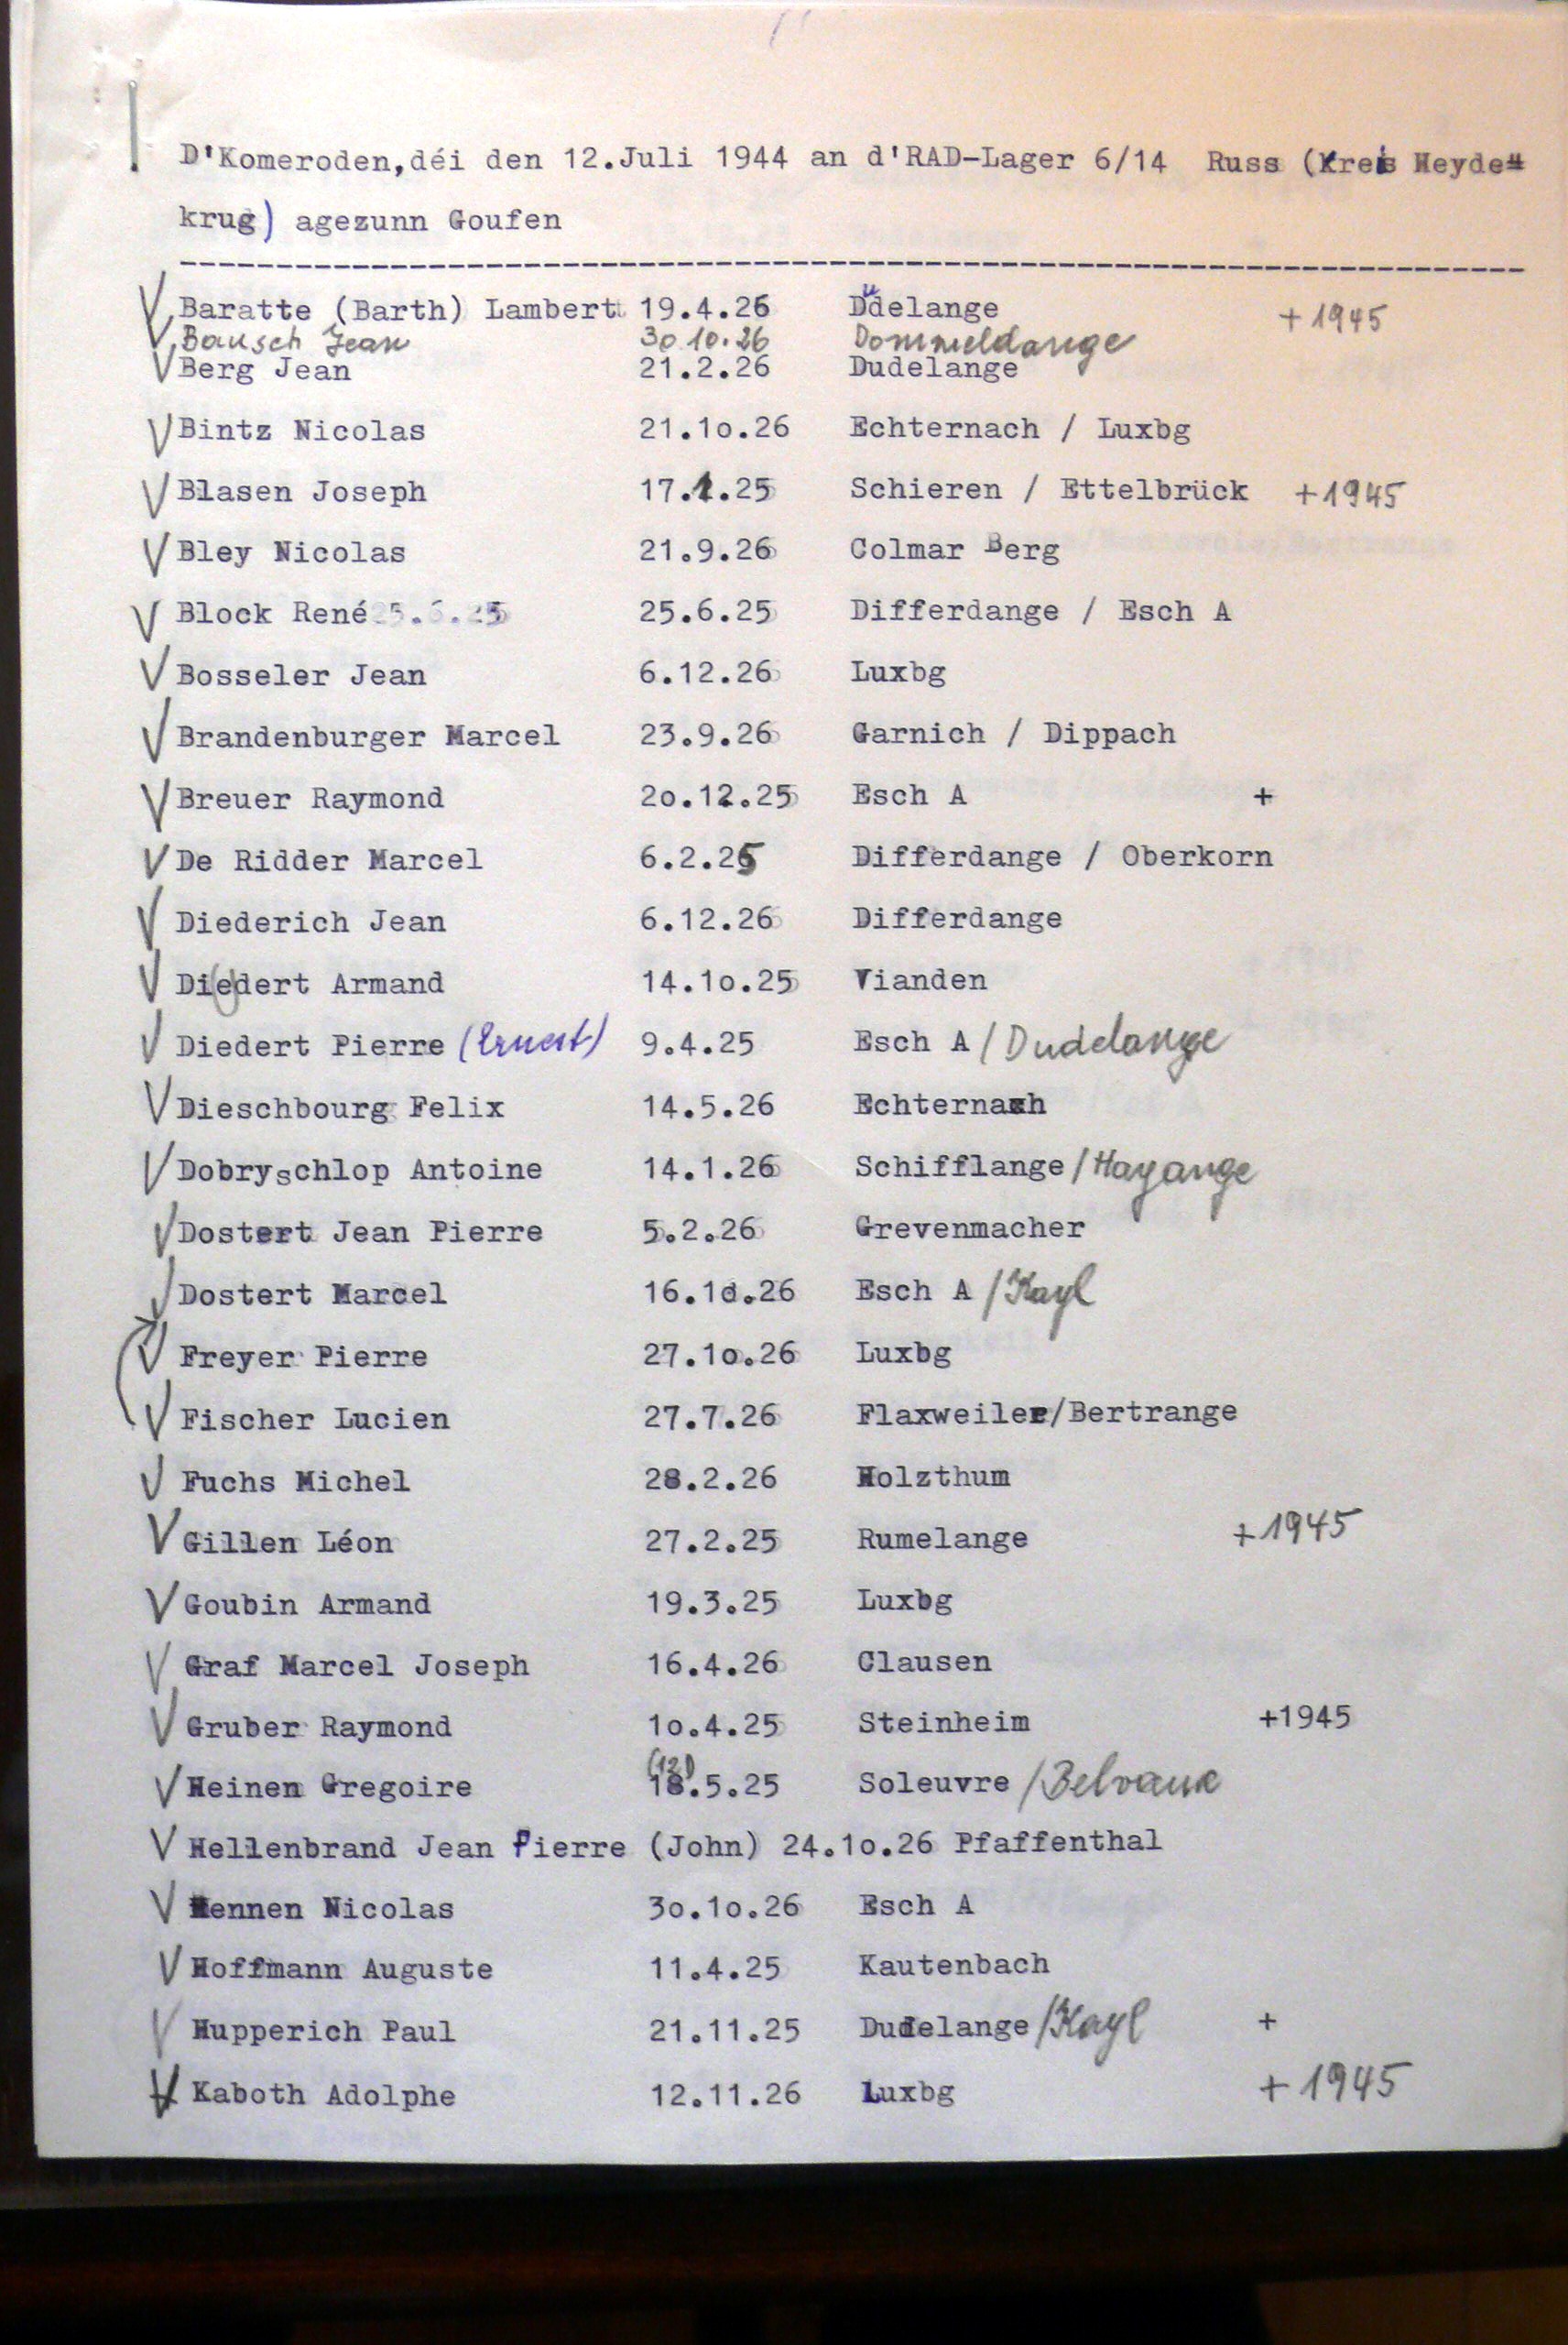 D'Komeroden,déi den 12.Juli 1944 an d'RAD-Lager 6/14 Russ (Kreis Heyde=
krug) agezunn Goufen
Baratte (Barth) Lambert 19.4.26 Dudelange +1945
Bausch Jean 30.10.26 Dommeldange
Berg Jean 21.2.26 Dudelange
Bintz Nicolas 21.10.26 Echternach / Luxbg
Blasen Joseph 17.1.25 Schieren / Ettelbrück +1945
Bley Nicolas 21.9.26 Colmar Berg
Block René 25.6.25 25.6.25 Differdange / Esch A
Bosseler Jean 6.12.26 Luxbg
Brandenburger Marcel 23.9.26 Garnich / Dippach
Breuer Raymond 20.12.25 Esch A +
De Ridder Marcel 6.2.25 Differdange / Oberkorn
Diederich Jean 6.12.26 Differdange
Diedert Armand 14.10.25 Vianden
Diedert Pierre (Ernest) 9.4.25 Esch A / Dudelange
Dieschbourg Felix 14.5.26 Echternach
Dobryschlop Antoine 14.1.26 Schifflange / Hayange
Dostert Jean Pierre 5.2.26 Grevenmacher
Dostert Marcel 16.10.26 Esch A / Kayl
Freyer Pierre 27.10.26 Luxbg
Fischer Lucien 27.7.26 Flaxweiler/Bertrange
Fuchs Michel 28.2.26 Holzthum
Gillen Léon 27.2.25 Rumelange +1945
Goubin Armand 19.3.25 Luxbg
Graf Marcel Joseph 16.4.26 Clausen
Gruber Raymond 10.4.25 Steinheim +1945
(12!)
Heinen Gregoire 18.5.25 Soleuvre / Belvaux
Hellenbrand Jean Pierre (John) 24.10.26 Pfaffenthal
Hennen Nicolas 30.10.26 Esch A
Hoffmann Auguste 11.4.25 Kautenbach
Hupperich Paul 21.11.25 Dudelange / Kayl +
Kaboth Adolphe 12.11.26 Luxbg +1945